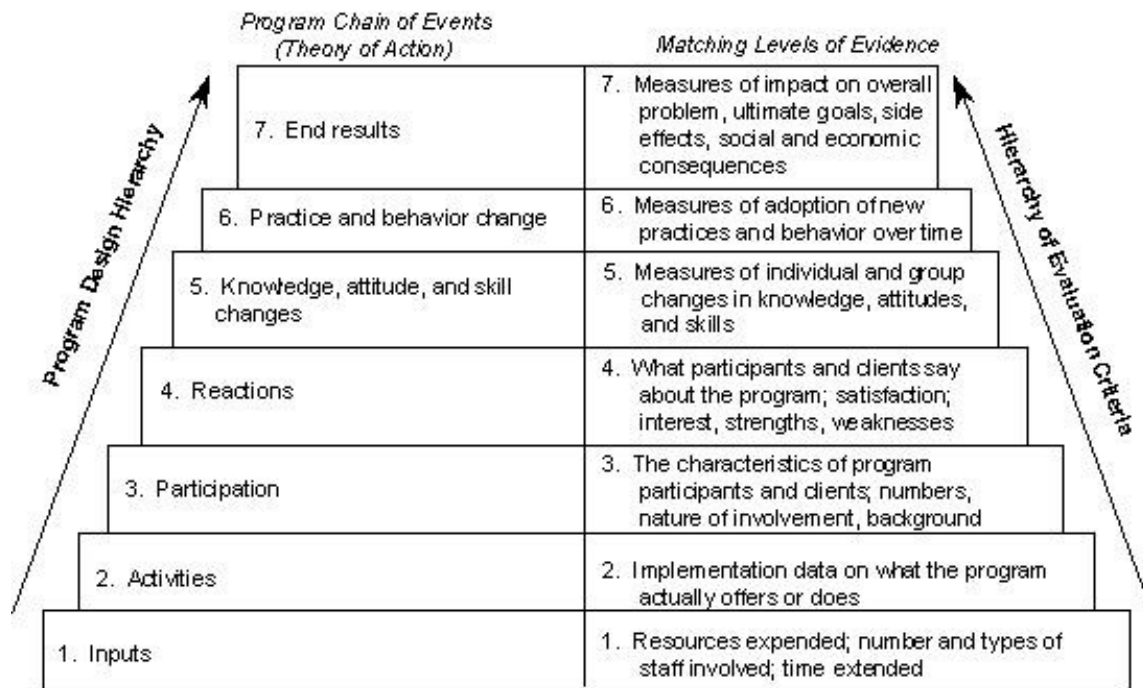 Program Chain of Events
(Theory of Action)
Matching Levels of Evidence
Program Design Hierarchy
Hierarchy of Evaluation Criteria
7. End results
7. Measures of impact on overall
problem, ultimate goals, side
effects, social and economic
consequences
6. Practice and behavior change
6. Measures of adoption of new
practices and behavior over time
5. Knowledge, attitude, and skill
changes
5. Measures of individual and group
changes in knowledge, attitudes,
and skills
4. Reactions
4. What participants and clients say
about the program; satisfaction;
interest, strengths, weaknesses
3. Participation
3. The characteristics of program
participants and clients; numbers,
nature of involvement, background
2. Activities
2. Implementation data on what the program
actually offers or does
1. Inputs
1. Resources expended; number and types of
staff involved; time extended